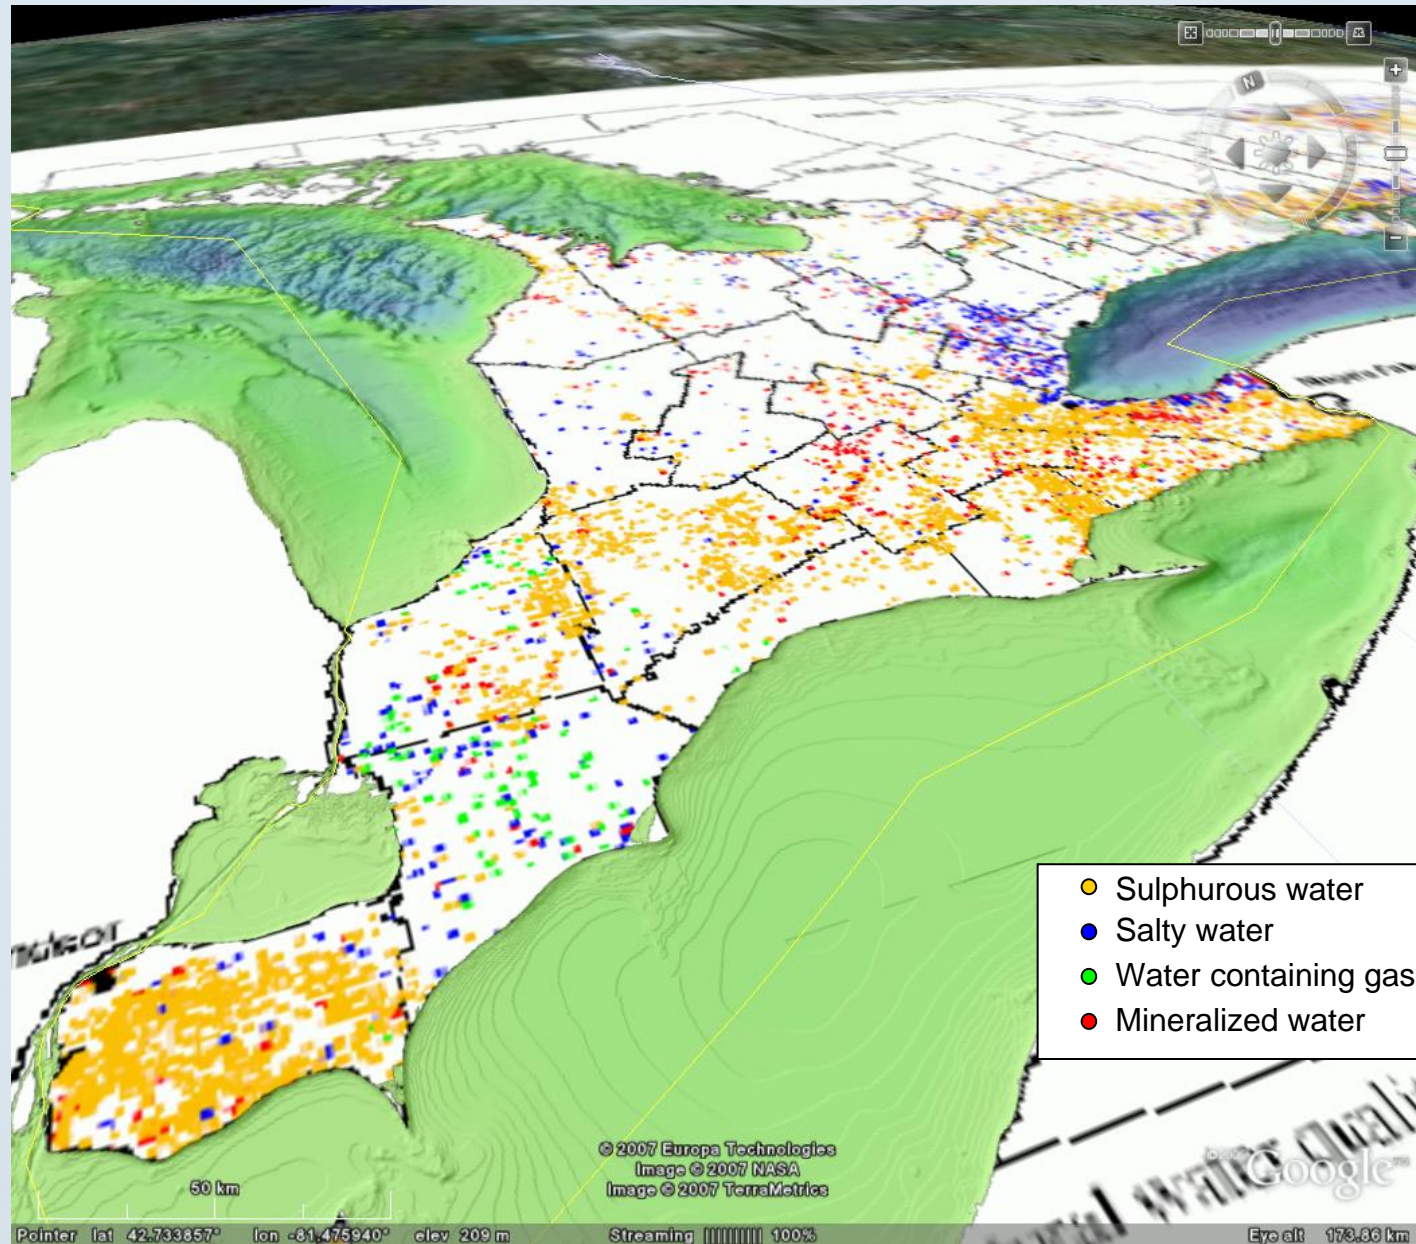 N
Sulphurous water
Salty water
Water containing gas
Mineralized water
© 2007 Europa Technologies
Image © 2007 NASA
Image © 2007 TerraMetrics
Google
50 km
Pointer lat 42.733857° lon -81.475940° elev 209 m Streaming |||||||||| 100% Eye alt 173.86 km